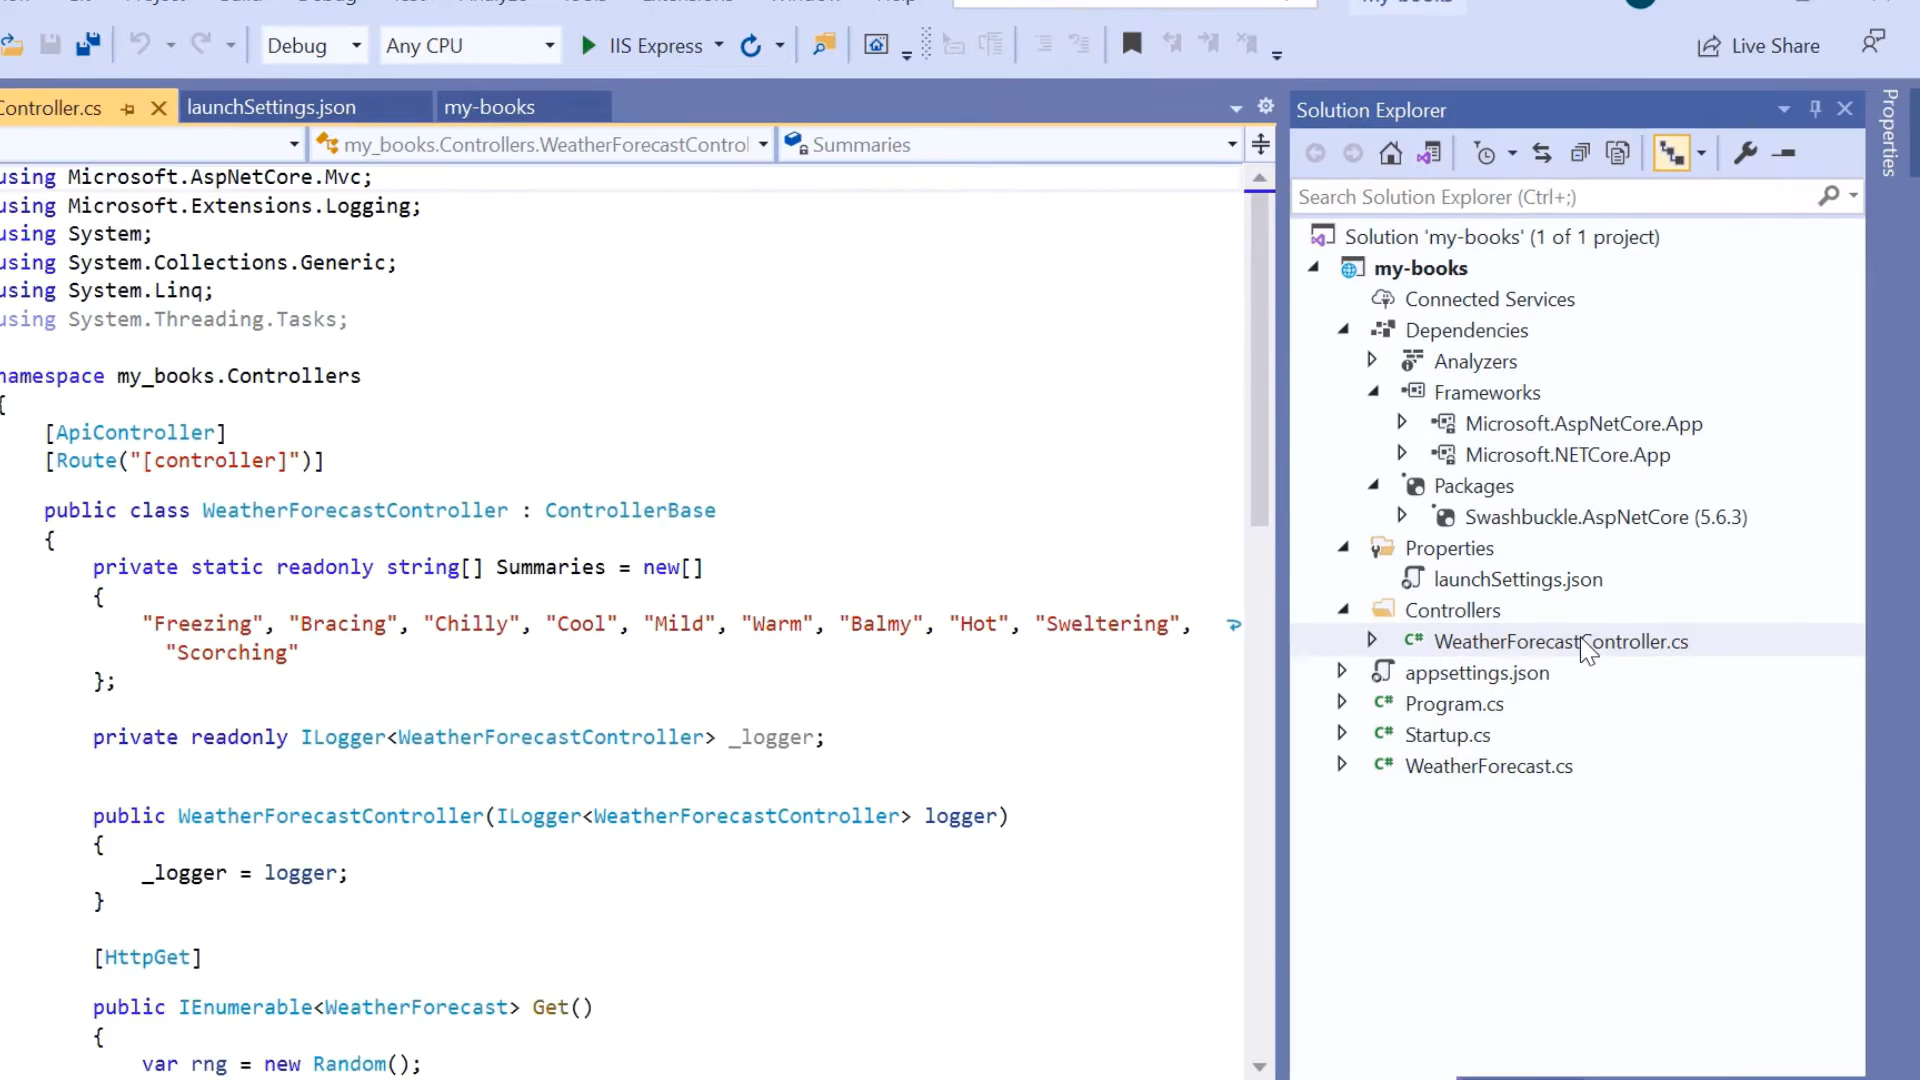 Debug
Any CPU
IIS Express
Live Share
Controller.cs
launchSettings.json
my-books
my_books.Controllers.WeatherForecastControl
Summaries
using Microsoft.AspNetCore.Mvc;
using Microsoft.Extensions.Logging;
using System;
using System.Collections.Generic;
using System.Linq;
using System.Threading.Tasks;
namespace my_books.Controllers
{
[ApiController]
[Route("[controller]")]
public class WeatherForecastController : ControllerBase
{
private static readonly string[] Summaries = new[]
{
"Freezing", "Bracing", "Chilly", "Cool", "Mild", "Warm", "Balmy", "Hot", "Sweltering",
"Scorching"
};
private readonly ILogger<WeatherForecastController> _logger;
public WeatherForecastController(ILogger<WeatherForecastController> logger)
{
_logger = logger;
}
[HttpGet]
public IEnumerable<WeatherForecast> Get()
{
var rng = new Random();
Solution Explorer
Search Solution Explorer (Ctrl+;)
Solution 'my-books' (1 of 1 project)
my-books
Connected Services
Dependencies
Analyzers
Frameworks
Microsoft.AspNetCore.App
Microsoft.NETCore.App
Packages
Swashbuckle.AspNetCore (5.6.3)
Properties
launchSettings.json
Controllers
C# WeatherForecastController.cs
appsettings.json
C# Program.cs
C# Startup.cs
C# WeatherForecast.cs
Properties